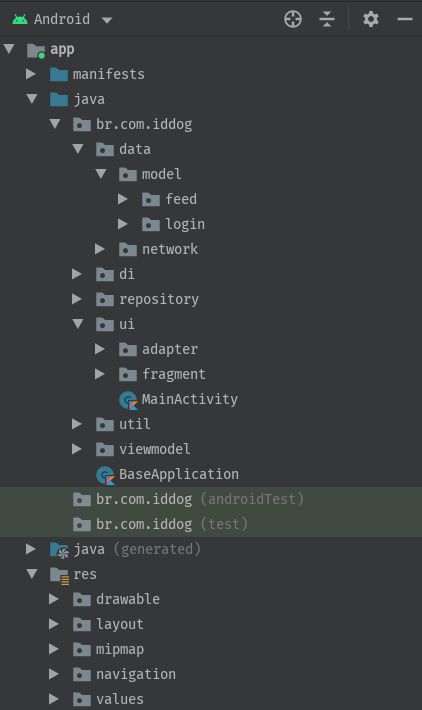 Android
app
manifests
java
br.com.iddog
data
model
feed
login
network
di
repository
ui
adapter
fragment
MainActivity
util
viewmodel
BaseApplication
br.com.iddog (androidTest)
br.com.iddog (test)
java (generated)
res
drawable
layout
mipmap
navigation
values